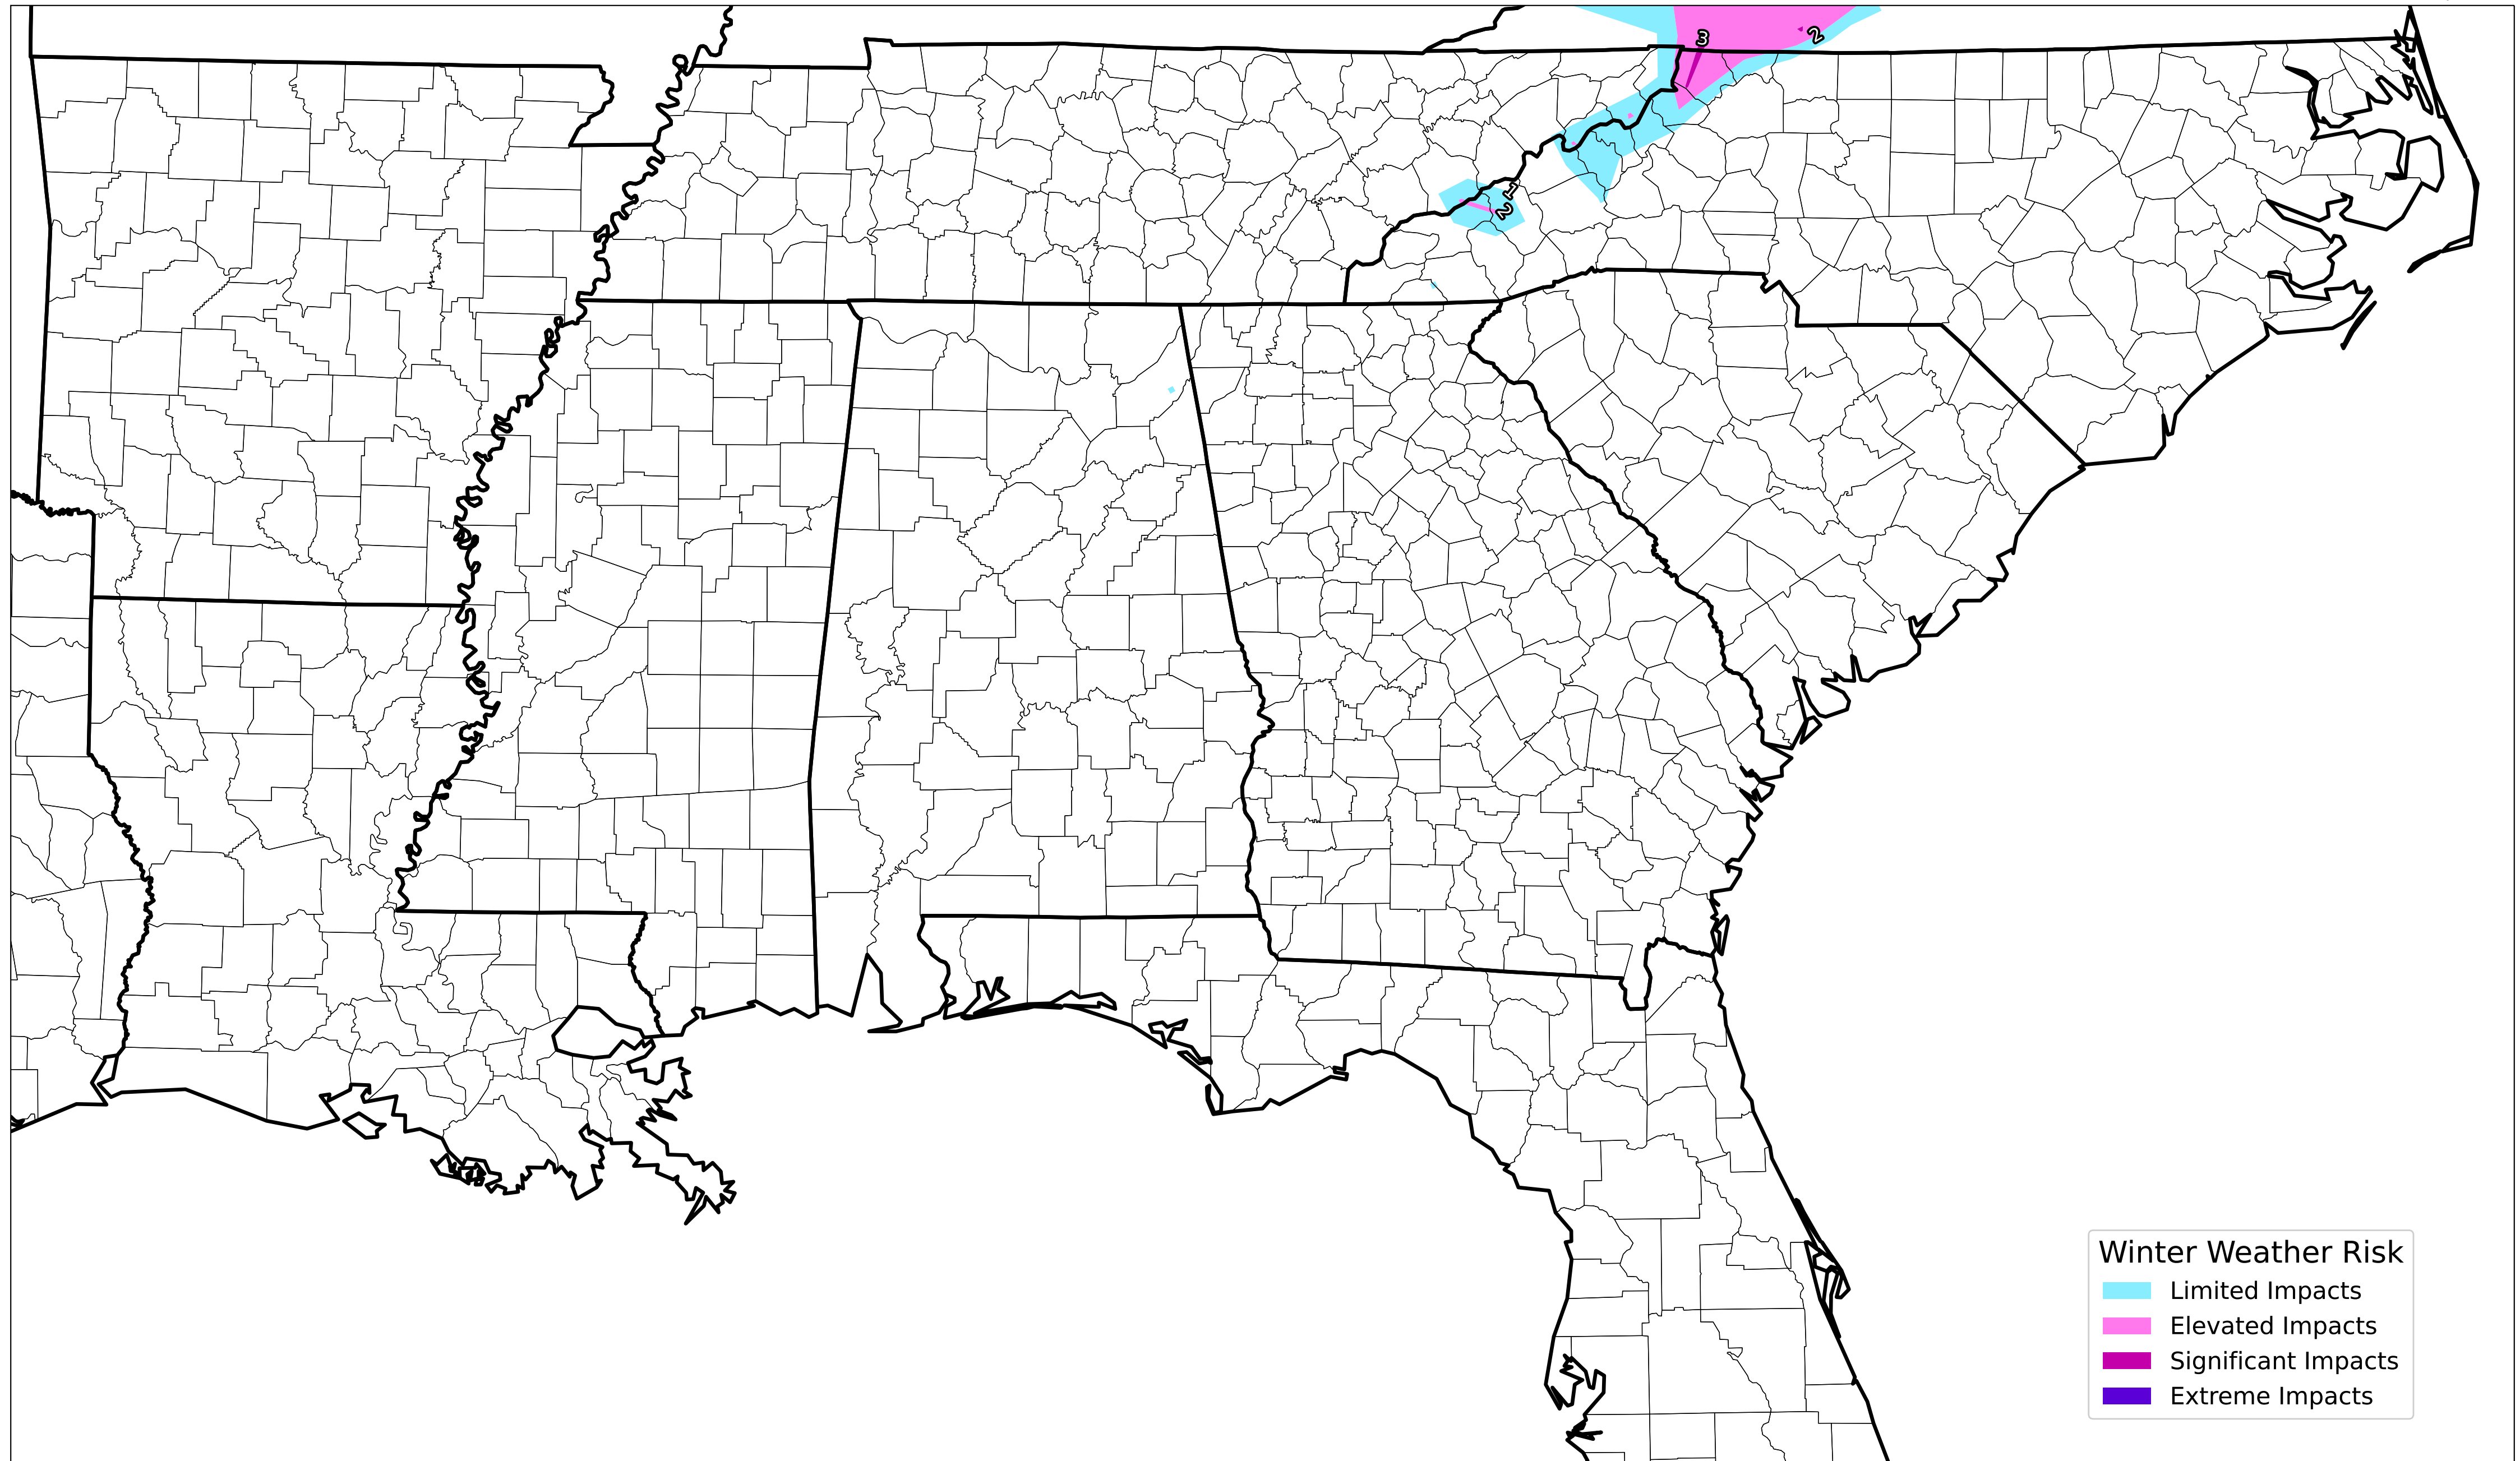 3
2
1
2
Winter Weather Risk
Limited Impacts
Elevated Impacts
Significant Impacts
Extreme Impacts